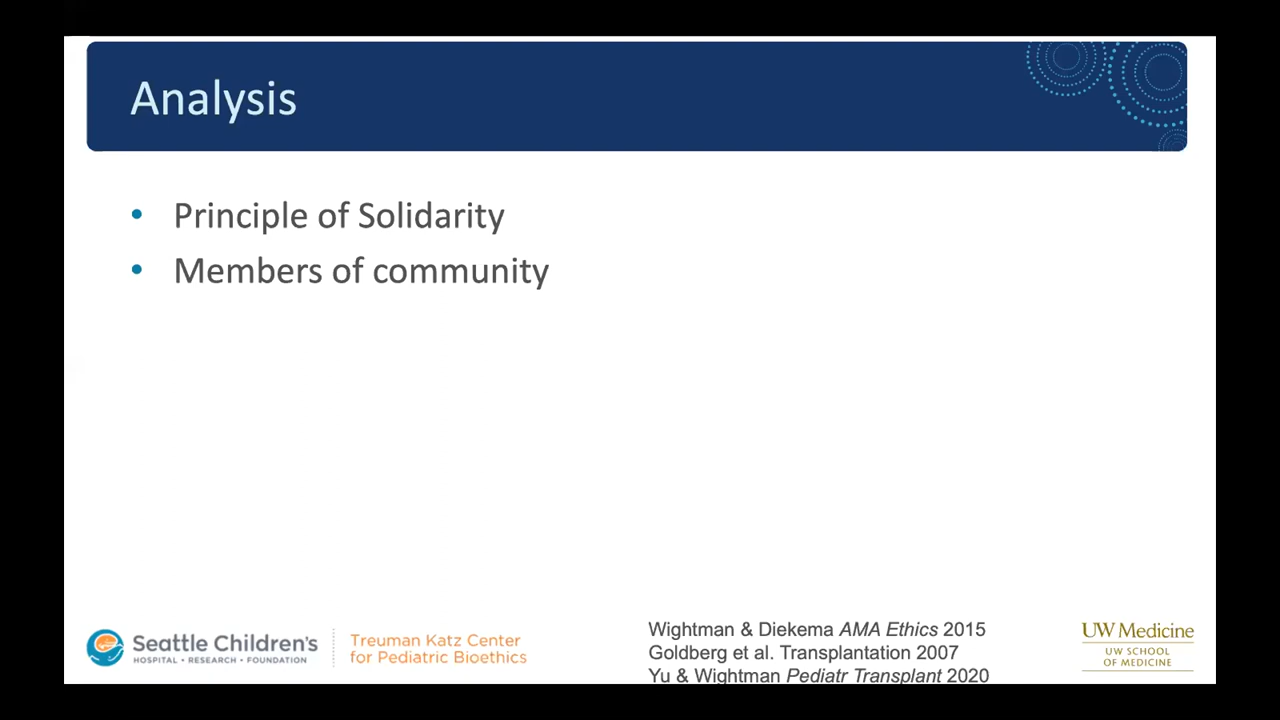 Analysis
• Principle of Solidarity
• Members of community
Seattle Children's
HOSPITAL • RESEARCH • FOUNDATION
Treuman Katz Center
for Pediatric Bioethics
Wightman & Diekema AMA Ethics 2015
Goldberg et al. Transplantation 2007
Yu & Wightman Pediatr Transplant 2020
UW Medicine
UW SCHOOL
OF MEDICINE